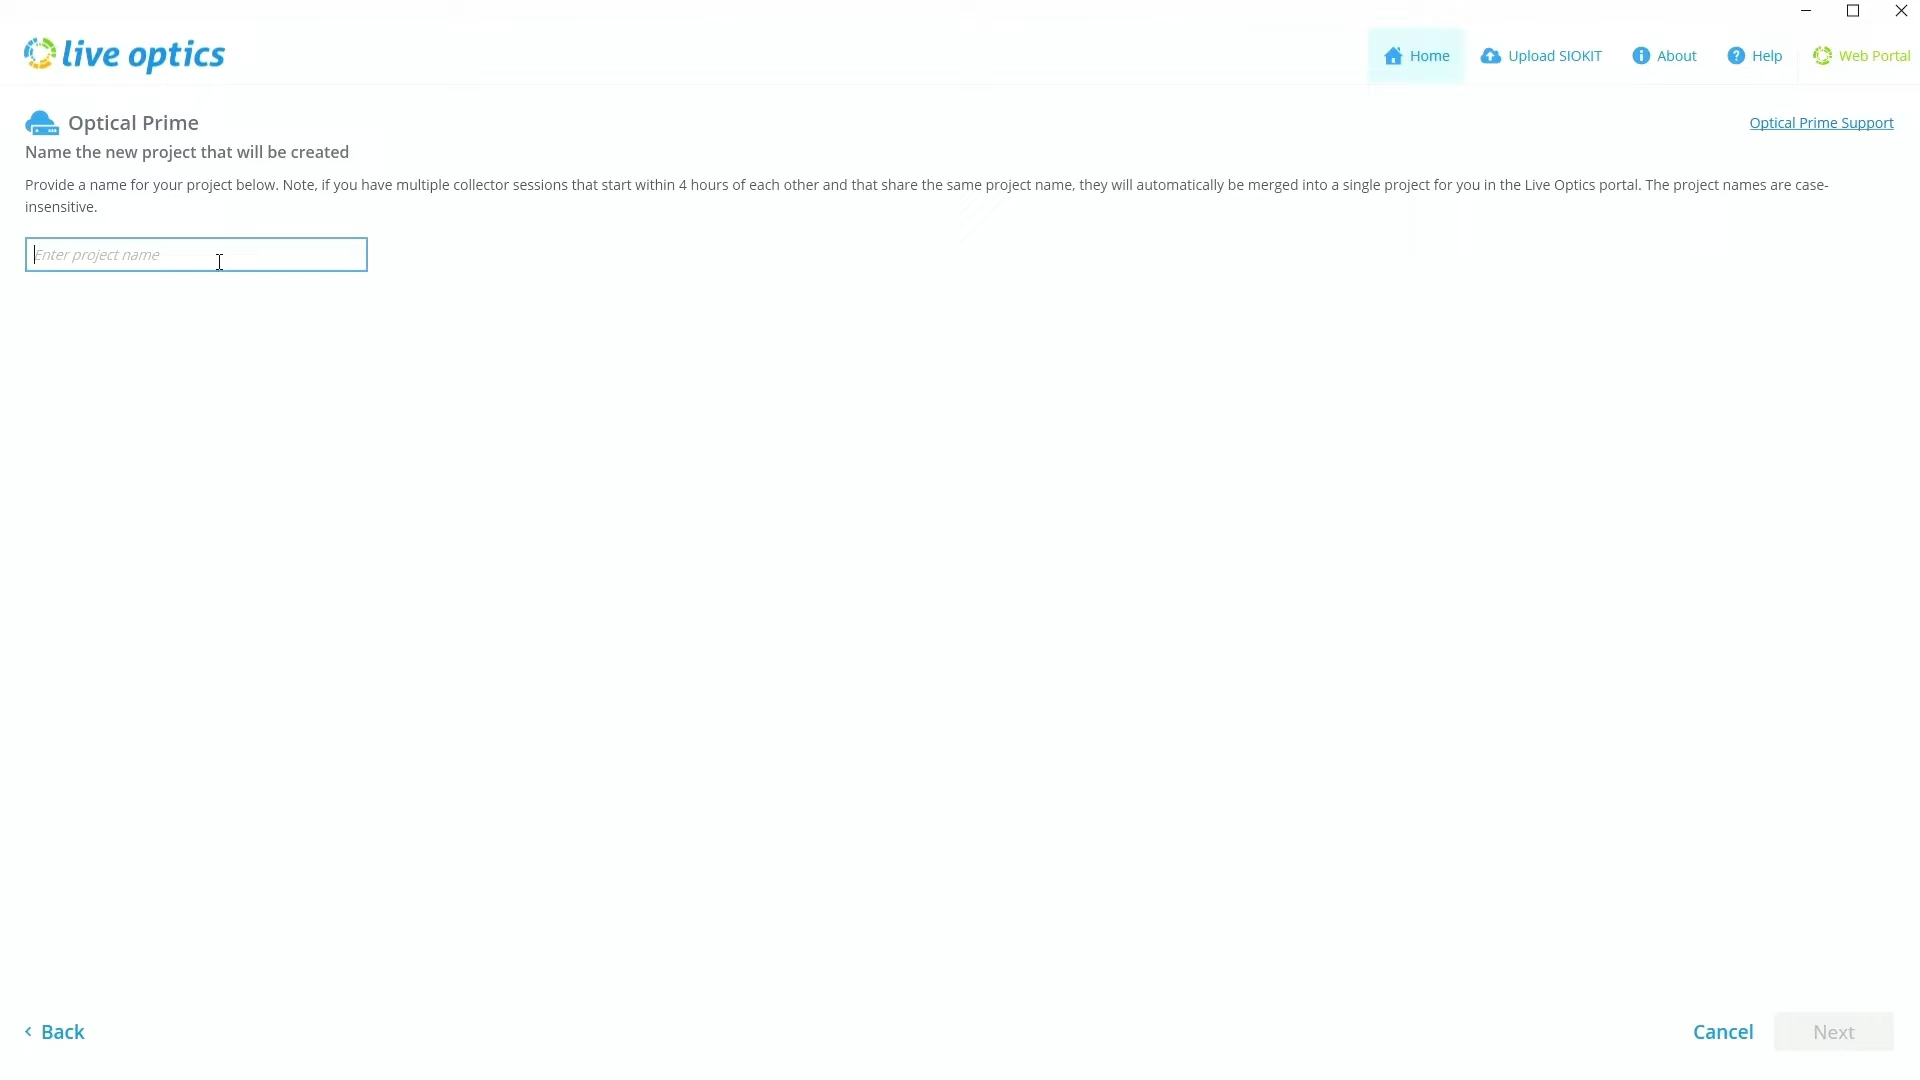 live optics
Home
Upload SIOKIT
About
Help
Web Portal
Optical Prime
Optical Prime Support
Name the new project that will be created
Provide a name for your project below. Note, if you have multiple collector sessions that start within 4 hours of each other and that share the same project name, they will automatically be merged into a single project for you in the Live Optics portal. The project names are case-
insensitive.
Enter project name
Back
Cancel
Next